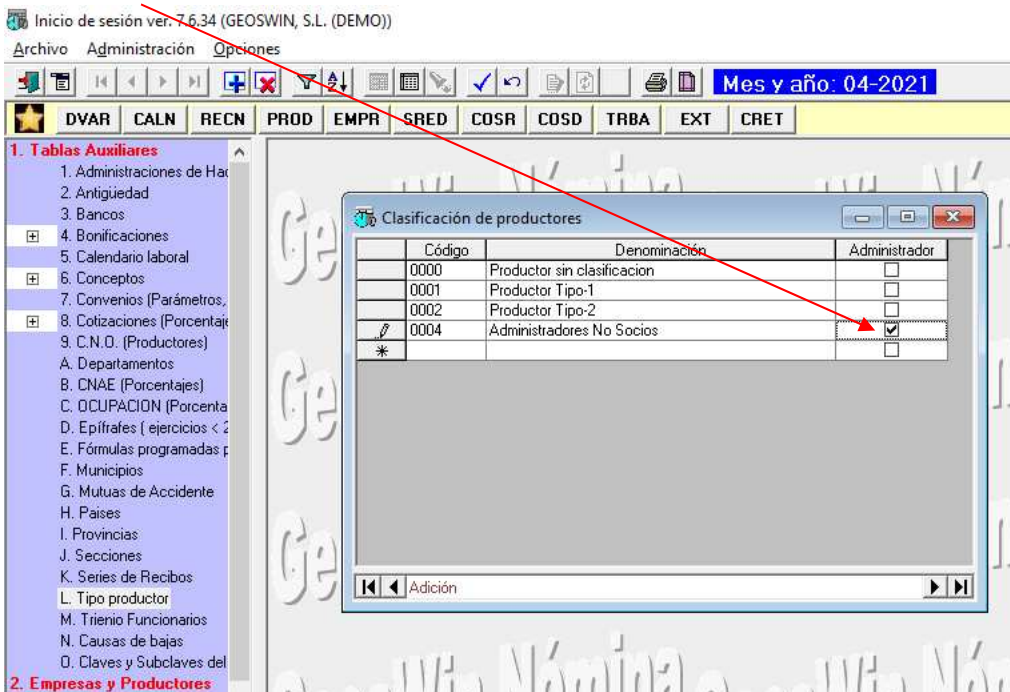 Inicio de sesión ver. 7.6.34 (GEOSWIN, S.L. (DEMO))
Archivo Administración Opciones
Mes y año: 04-2021
DVAR CALN RECN PROD EMPR SRED COSR COSD TRBA EXT CRET
1. Tablas Auxiliares
1. Administraciones de Hac
2. Antigüedad
3. Bancos
4. Bonificaciones
5. Calendario laboral
6. Conceptos
7. Convenios (Parámetros,
8. Cotizaciones (Porcentaje
9. C.N.O. (Productores)
A. Departamentos
B. CNAE (Porcentajes)
C. OCUPACION (Porcenta
D. Epífrafes ( ejercicios < 2
E. Fórmulas programadas p
F. Municipios
G. Mutuas de Accidente
H. Paises
I. Provincias
J. Secciones
K. Series de Recibos
L. Tipo productor
M. Trienio Funcionarios
N. Causas de bajas
O. Claves y Subclaves del
2. Empresas y Productores
Clasificación de productores
Código Denominación Administrador
0000 Productor sin clasificacion
0001 Productor Tipo-1
0002 Productor Tipo-2
0004 Administradores No Socios
Adición